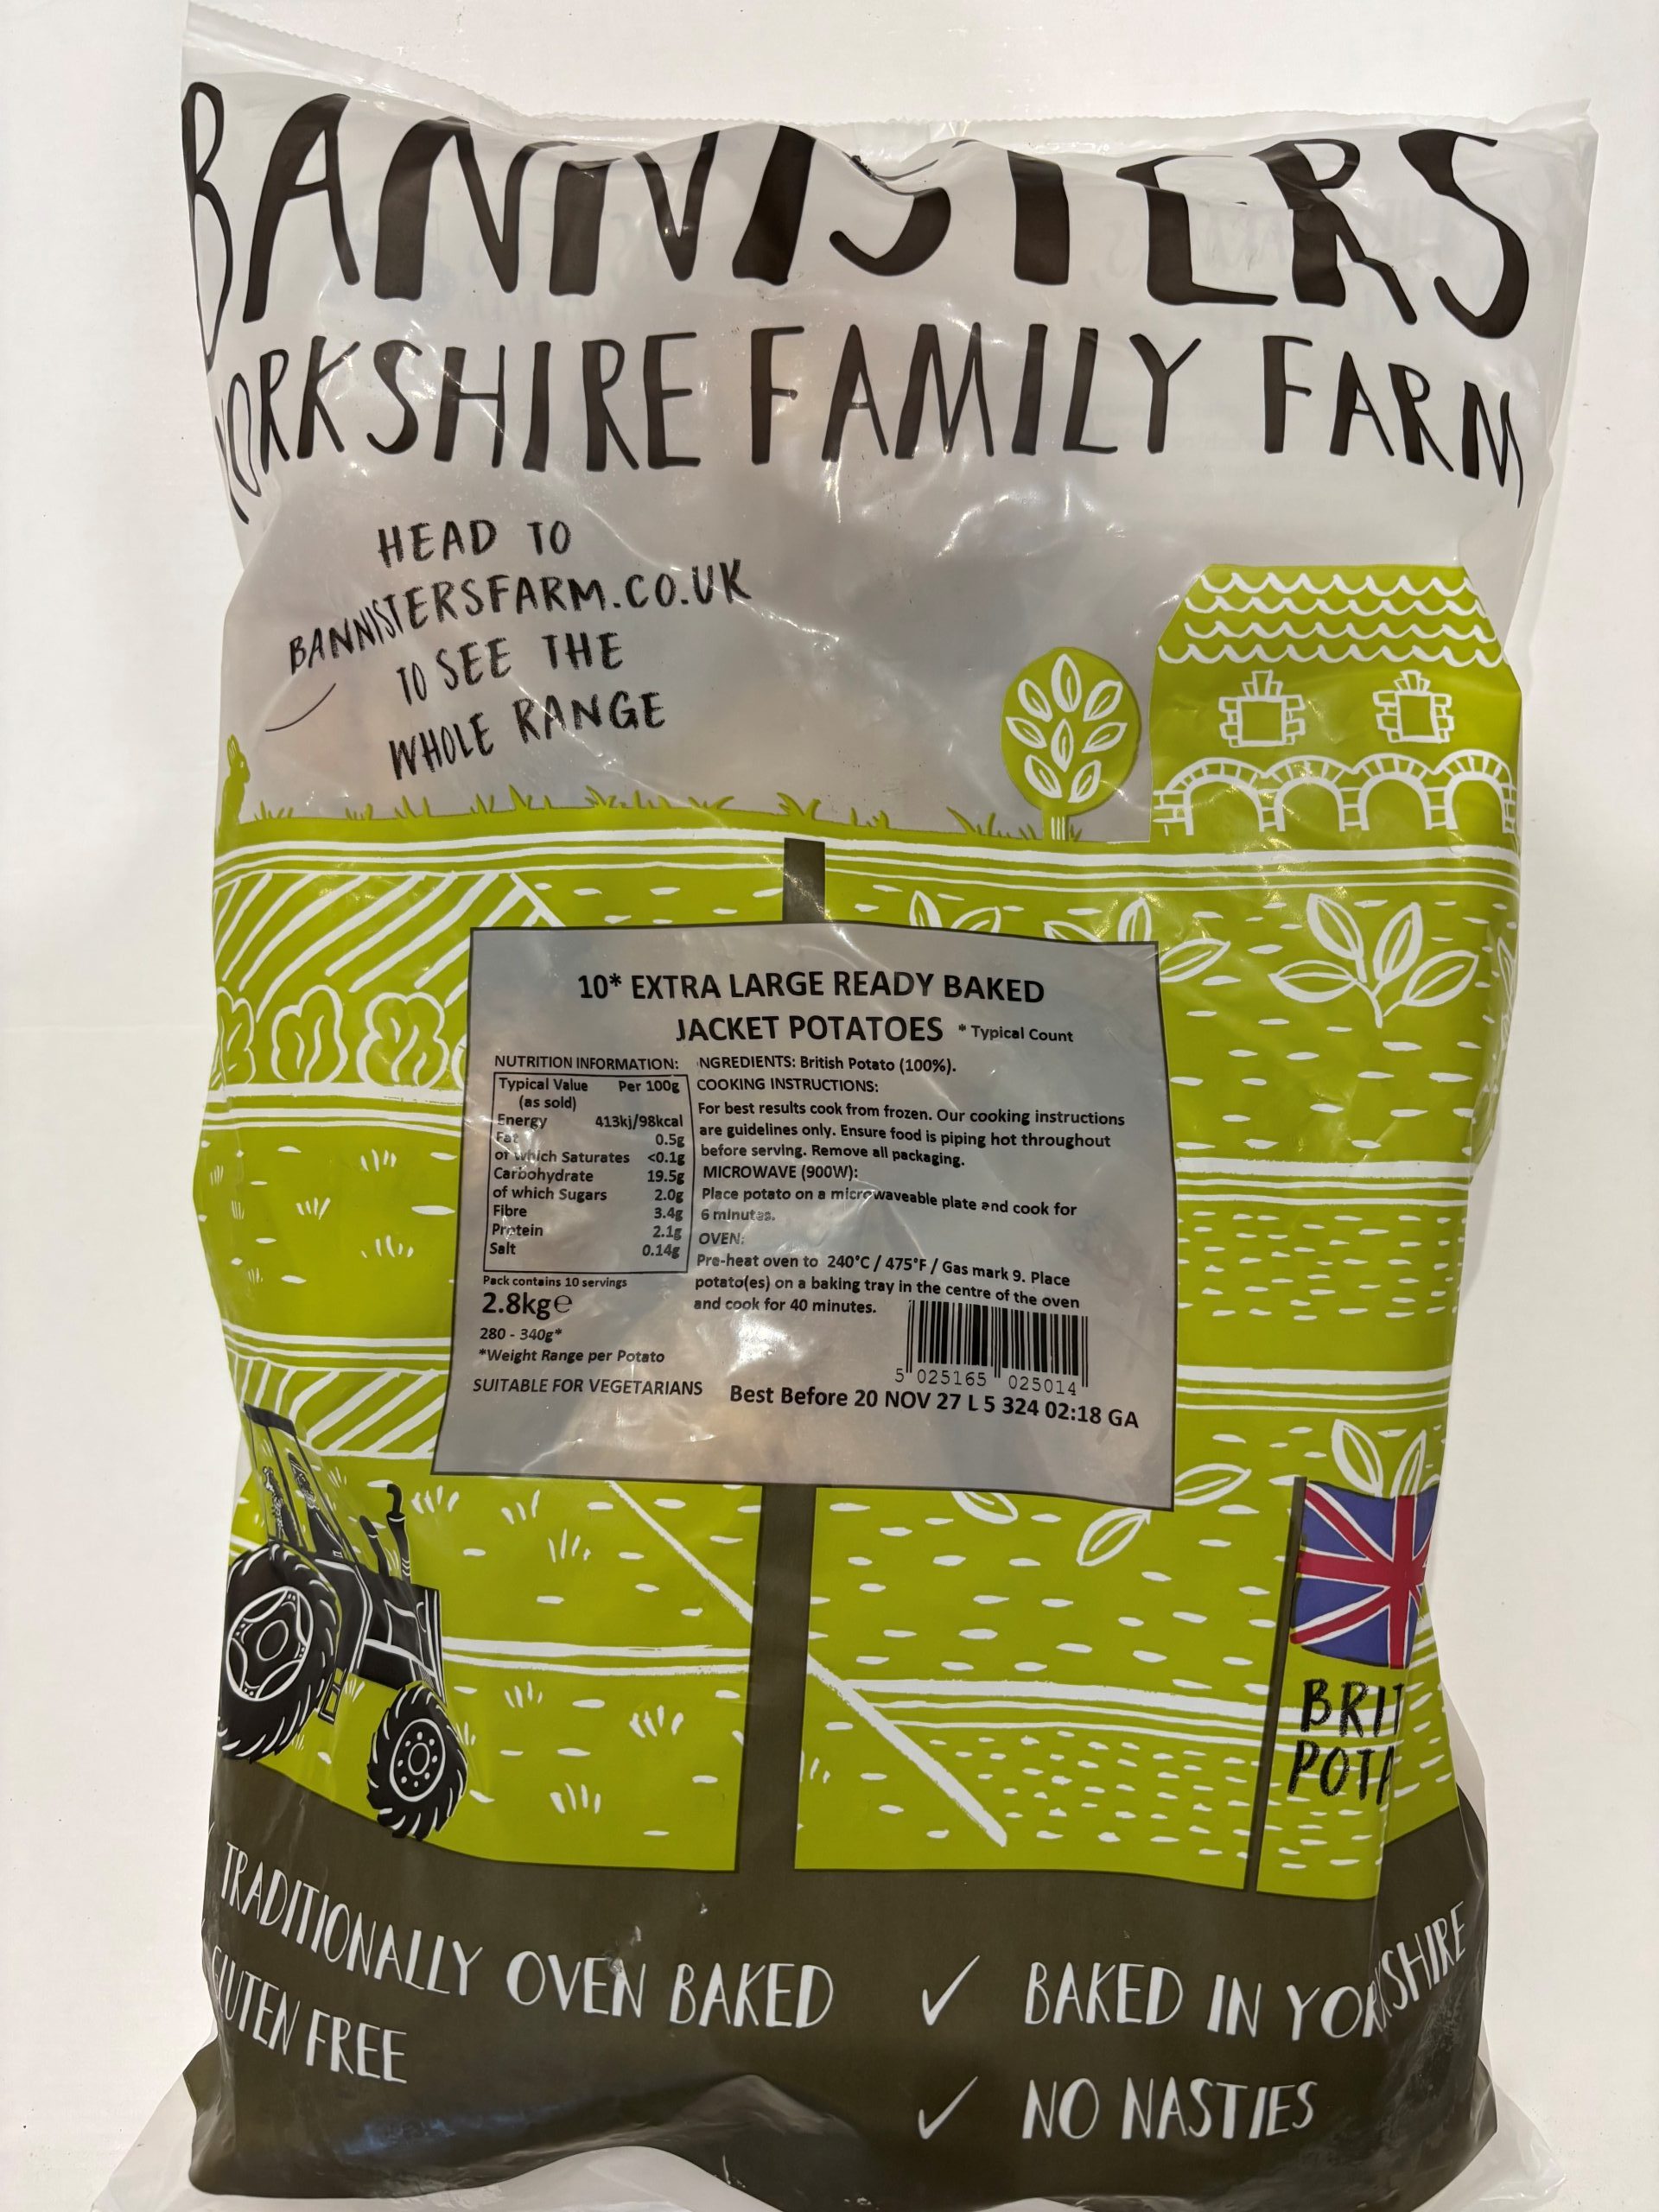 BANNISTERS
YORKSHIRE FAMILY FARM
HEAD TO
BANNISTERSFARM.CO.UK
TO SEE THE
WHOLE RANGE
10* EXTRA LARGE READY BAKED
JACKET POTATOES * Typical Count
NUTRITION INFORMATION:
Typical Value Per 100g
(as sold)
Energy 413kj/98kcal
Fat 0.5g
of which Saturates <0.1g
Carbohydrate 19.5g
of which Sugars 2.0g
Fibre 3.4g
Protein 2.1g
Salt 0.14g
Pack contains 10 servings
2.8kg℮
280 - 340g*
*Weight Range per Potato
SUITABLE FOR VEGETARIANS
NGREDIENTS: British Potato (100%).
COOKING INSTRUCTIONS:
For best results cook from frozen. Our cooking instructions
are guidelines only. Ensure food is piping hot throughout
before serving. Remove all packaging.
MICROWAVE (900W):
Place potato on a microwaveable plate and cook for
6 minutes.
OVEN:
Pre-heat oven to 240°C / 475°F / Gas mark 9. Place
potato(es) on a baking tray in the centre of the oven
and cook for 40 minutes.
5 025165 025014
Best Before 20 NOV 27 L 5 324 02:18 GA
BRIT
POTA
TRADITIONALLY OVEN BAKED
GLUTEN FREE
✓ BAKED IN YORKSHIRE
✓ NO NASTIES